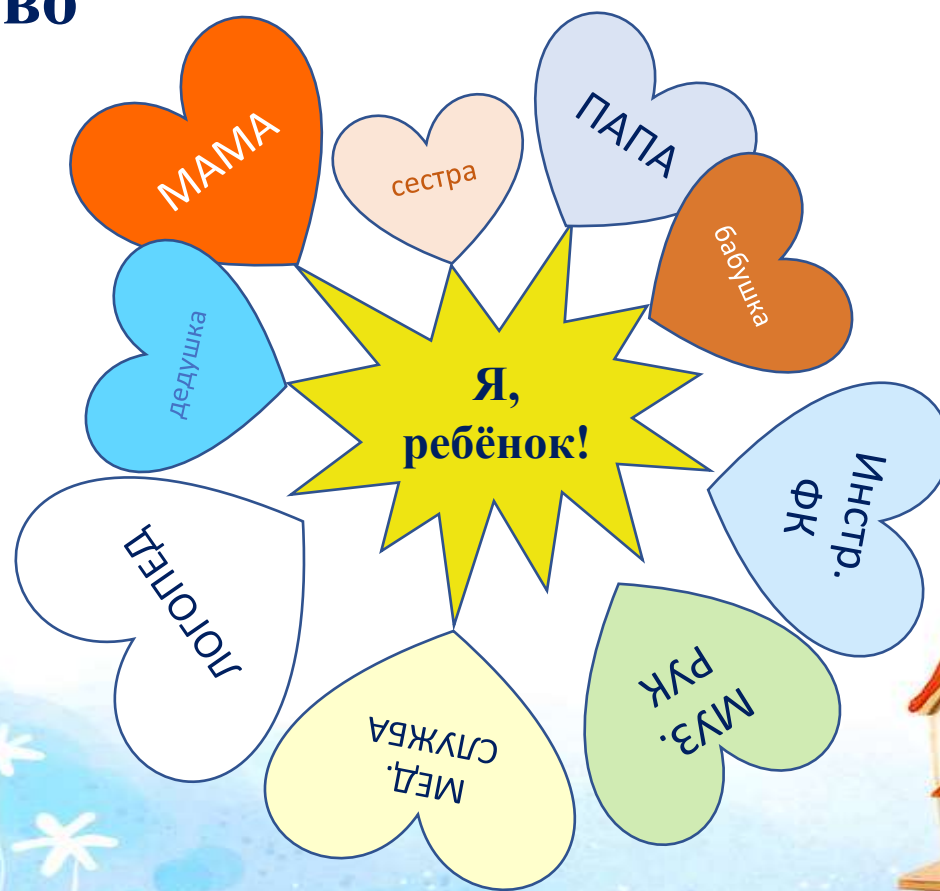 во
МАМА
сестра
ПАПА
бабушка
дедушка
Я,
ребёнок!
Инстр.
ФК
ЛОГОПЕД
МУЗ.
РУК
МЕД.
СЛУЖБА